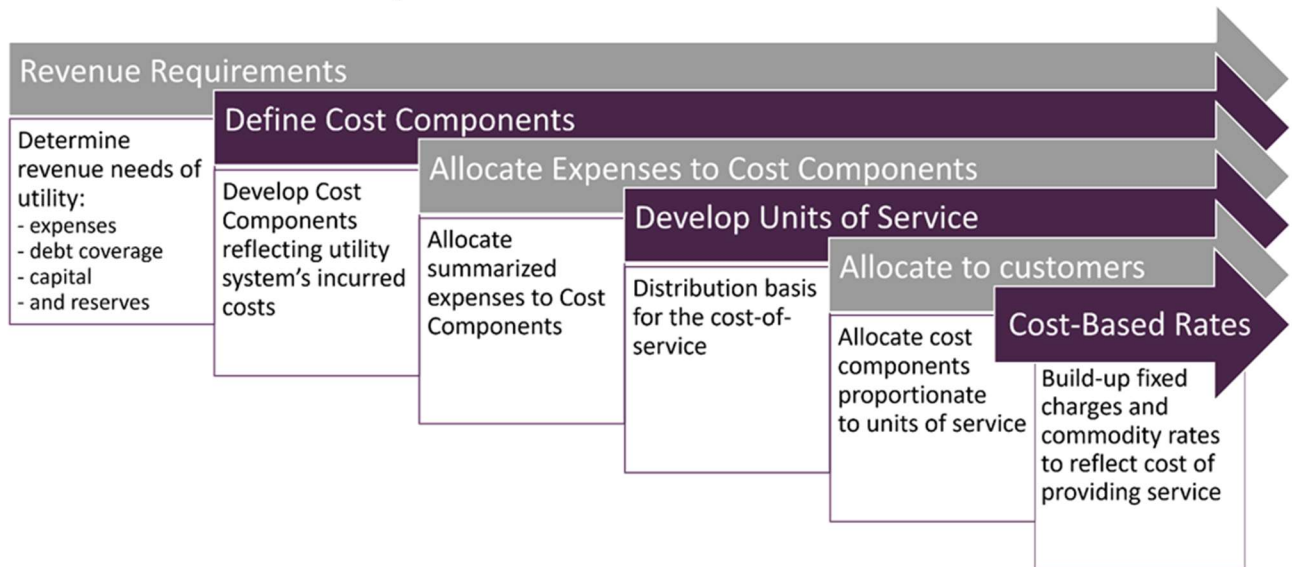 Revenue Requirements
Determine
revenue needs of
utility:
- expenses
- debt coverage
- capital
- and reserves
Define Cost Components
Develop Cost
Components
reflecting utility
system's incurred
costs
Allocate Expenses to Cost Components
Allocate
summarized
expenses to Cost
Components
Develop Units of Service
Distribution basis
for the cost-of-
service
Allocate to customers
Allocate cost
components
proportionate
to units of service
Cost-Based Rates
Build-up fixed
charges and
commodity rates
to reflect cost of
providing service